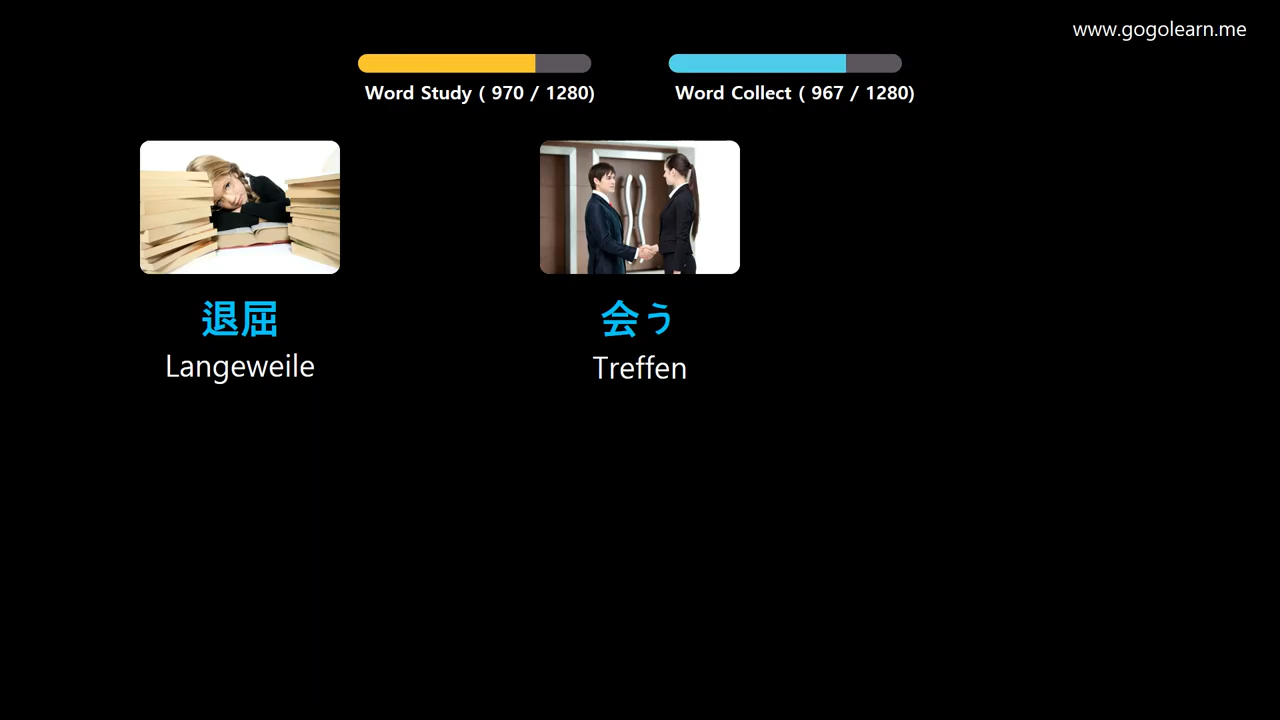 www.gogolearn.me
Word Study ( 970 / 1280)
Word Collect ( 967 / 1280)
退屈
Langeweile
会う
Treffen